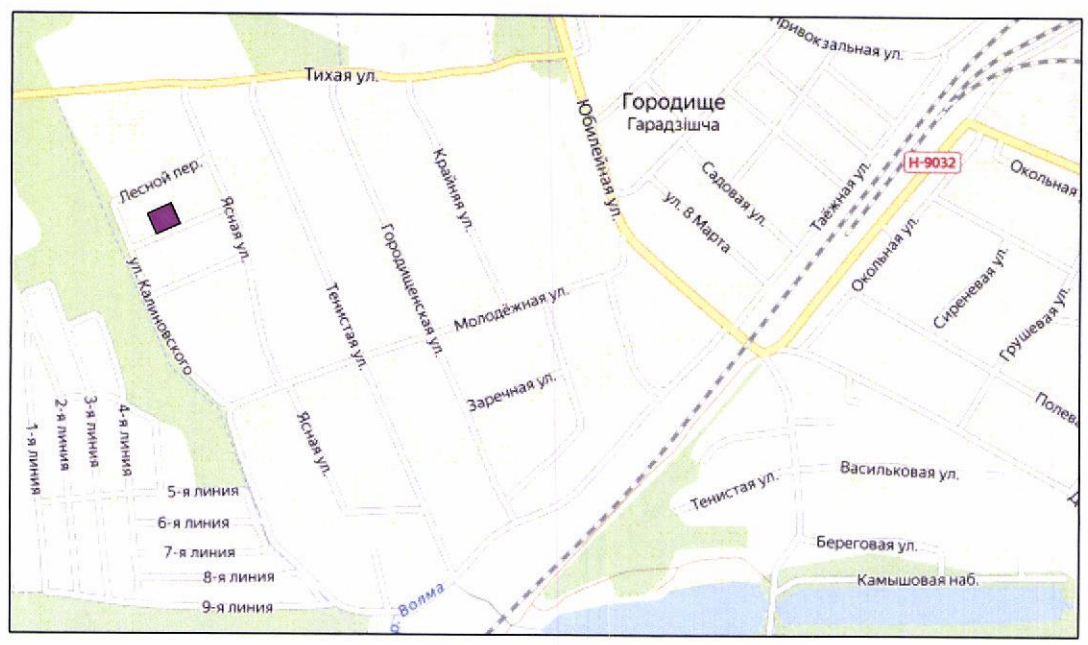 Привокзальная ул.
Тихая ул.
Городище
Гарадзішча
Юбилейная ул.
Н-9032
Окольная
Лесной пер.
Крайняя ул.
Садовая ул.
Таёжная ул.
ул. 8 Марта
Ясная ул.
Городищенская ул.
Окольная ул.
ул. Калиновского
Тенистая ул.
Молодёжная ул.
Сиреневая ул.
Грушевая ул.
Заречная ул.
Полева
1-я линия
2-я линия
3-я линия
4-я линия
Ясная ул.
Васильковая ул.
5-я линия
Тенистая ул.
6-я линия
7-я линия
Береговая ул.
8-я линия
Камышовая наб.
9-я линия
р. Волма